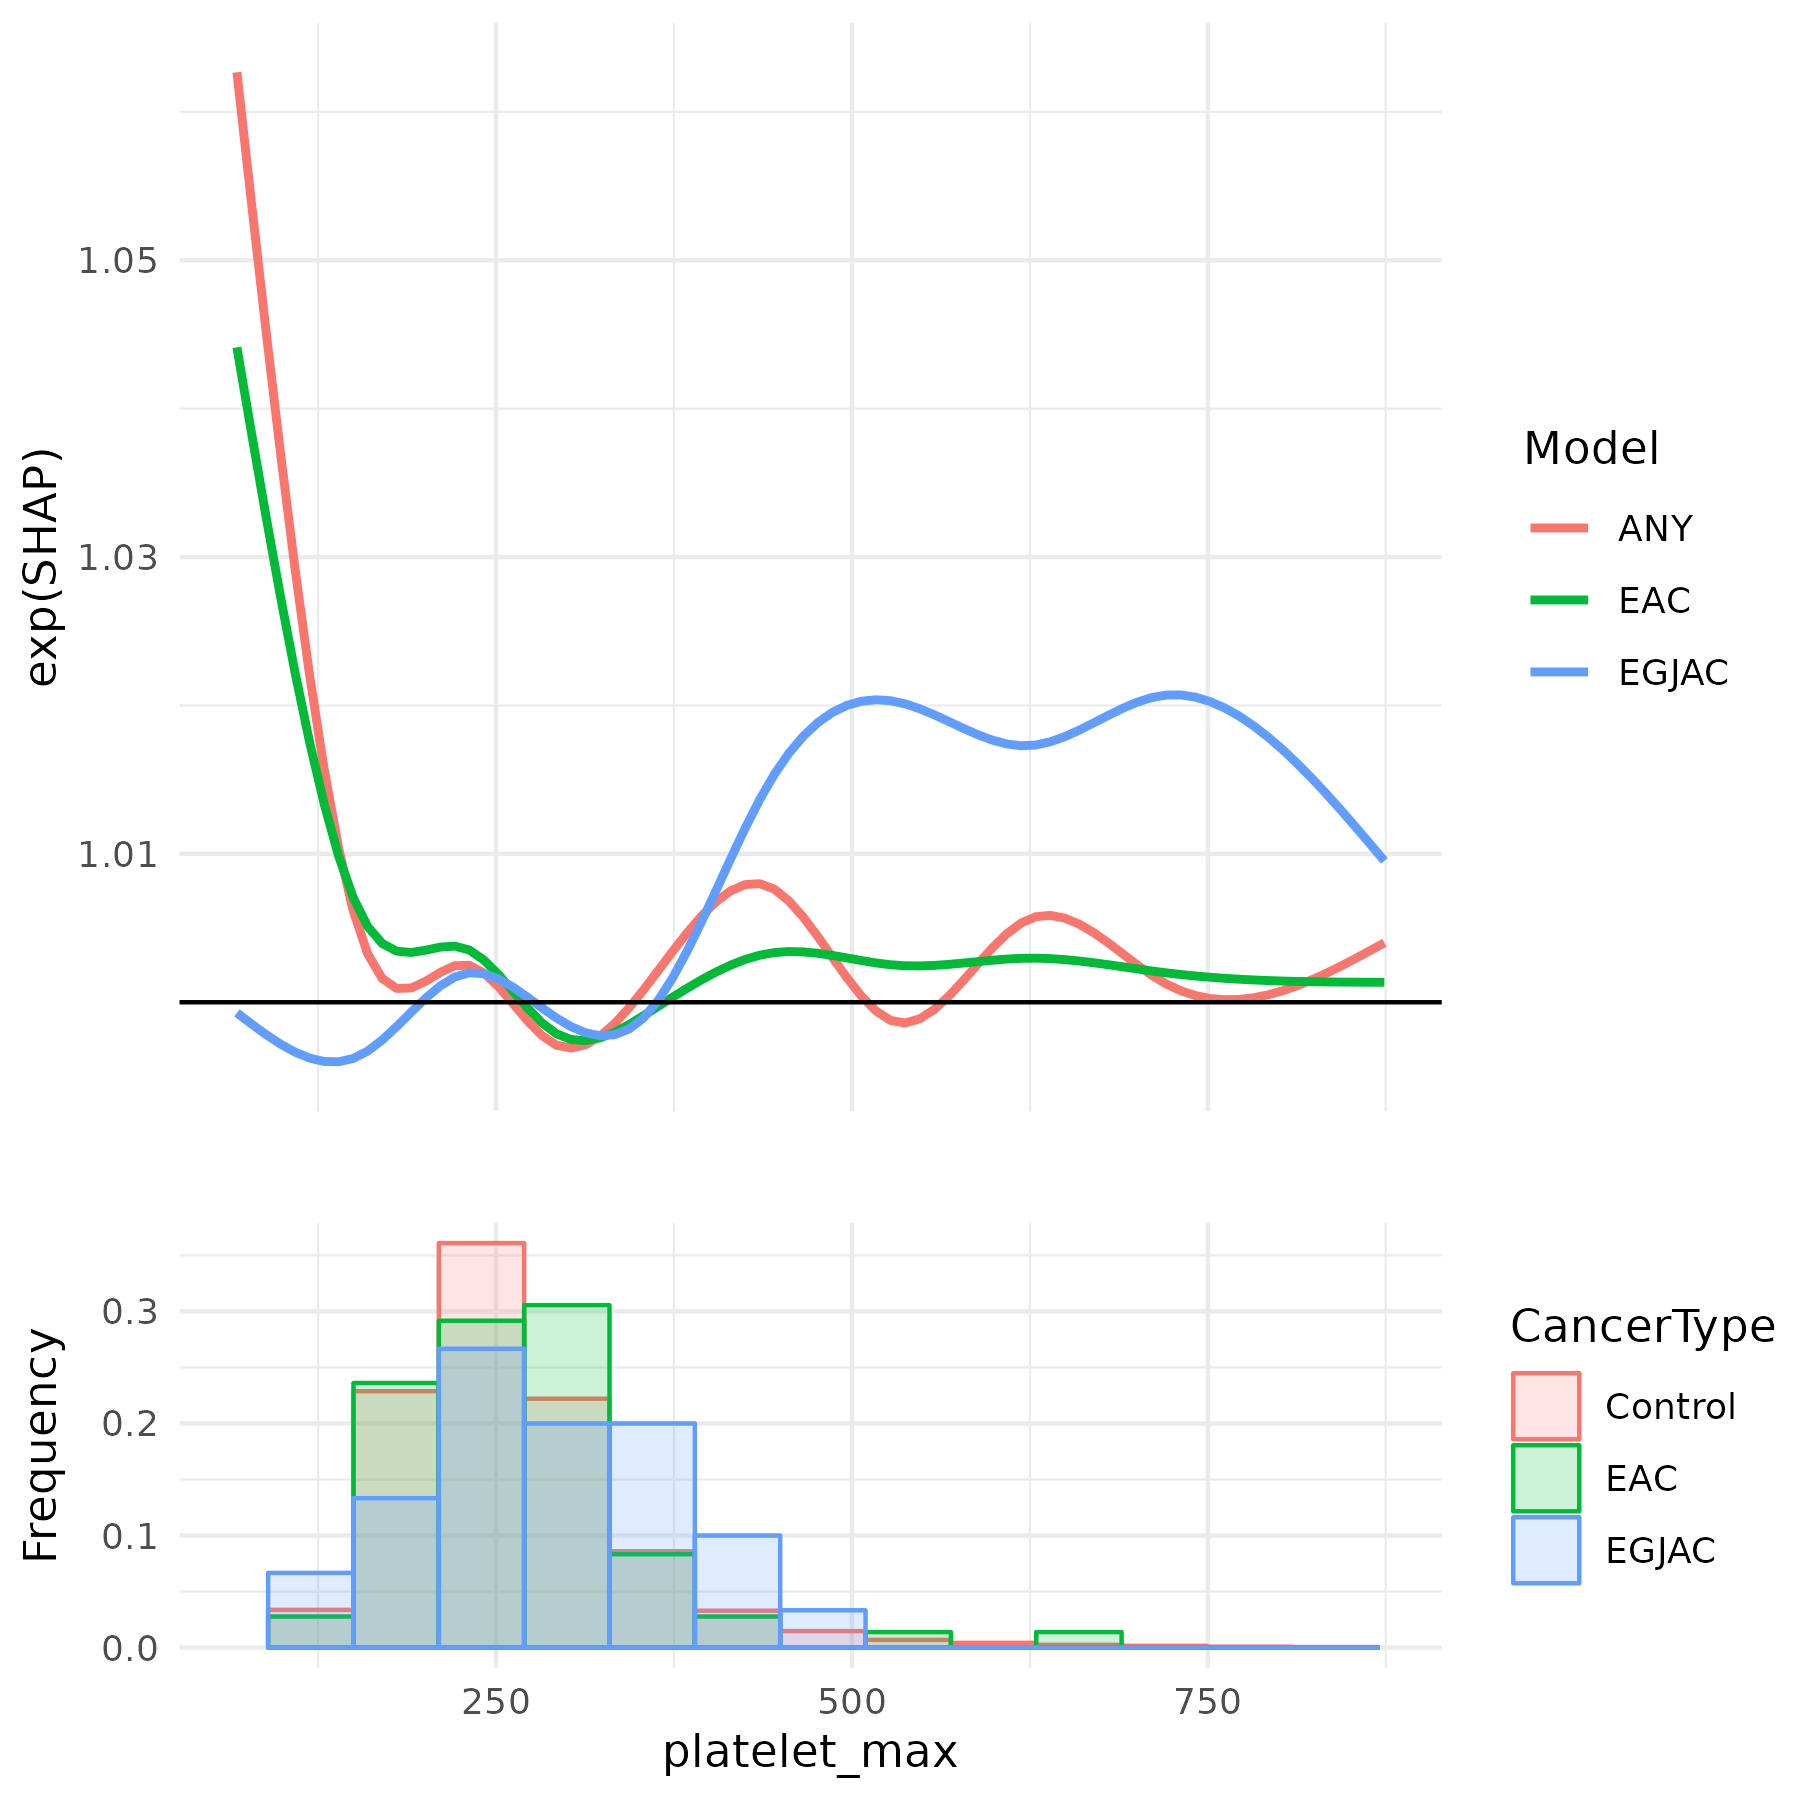 exp(SHAP)
1.05
1.03
1.01
Model
ANY
EAC
EGJAC
Frequency
0.3
0.2
0.1
0.0
250
500
750
platelet_max
CancerType
Control
EAC
EGJAC